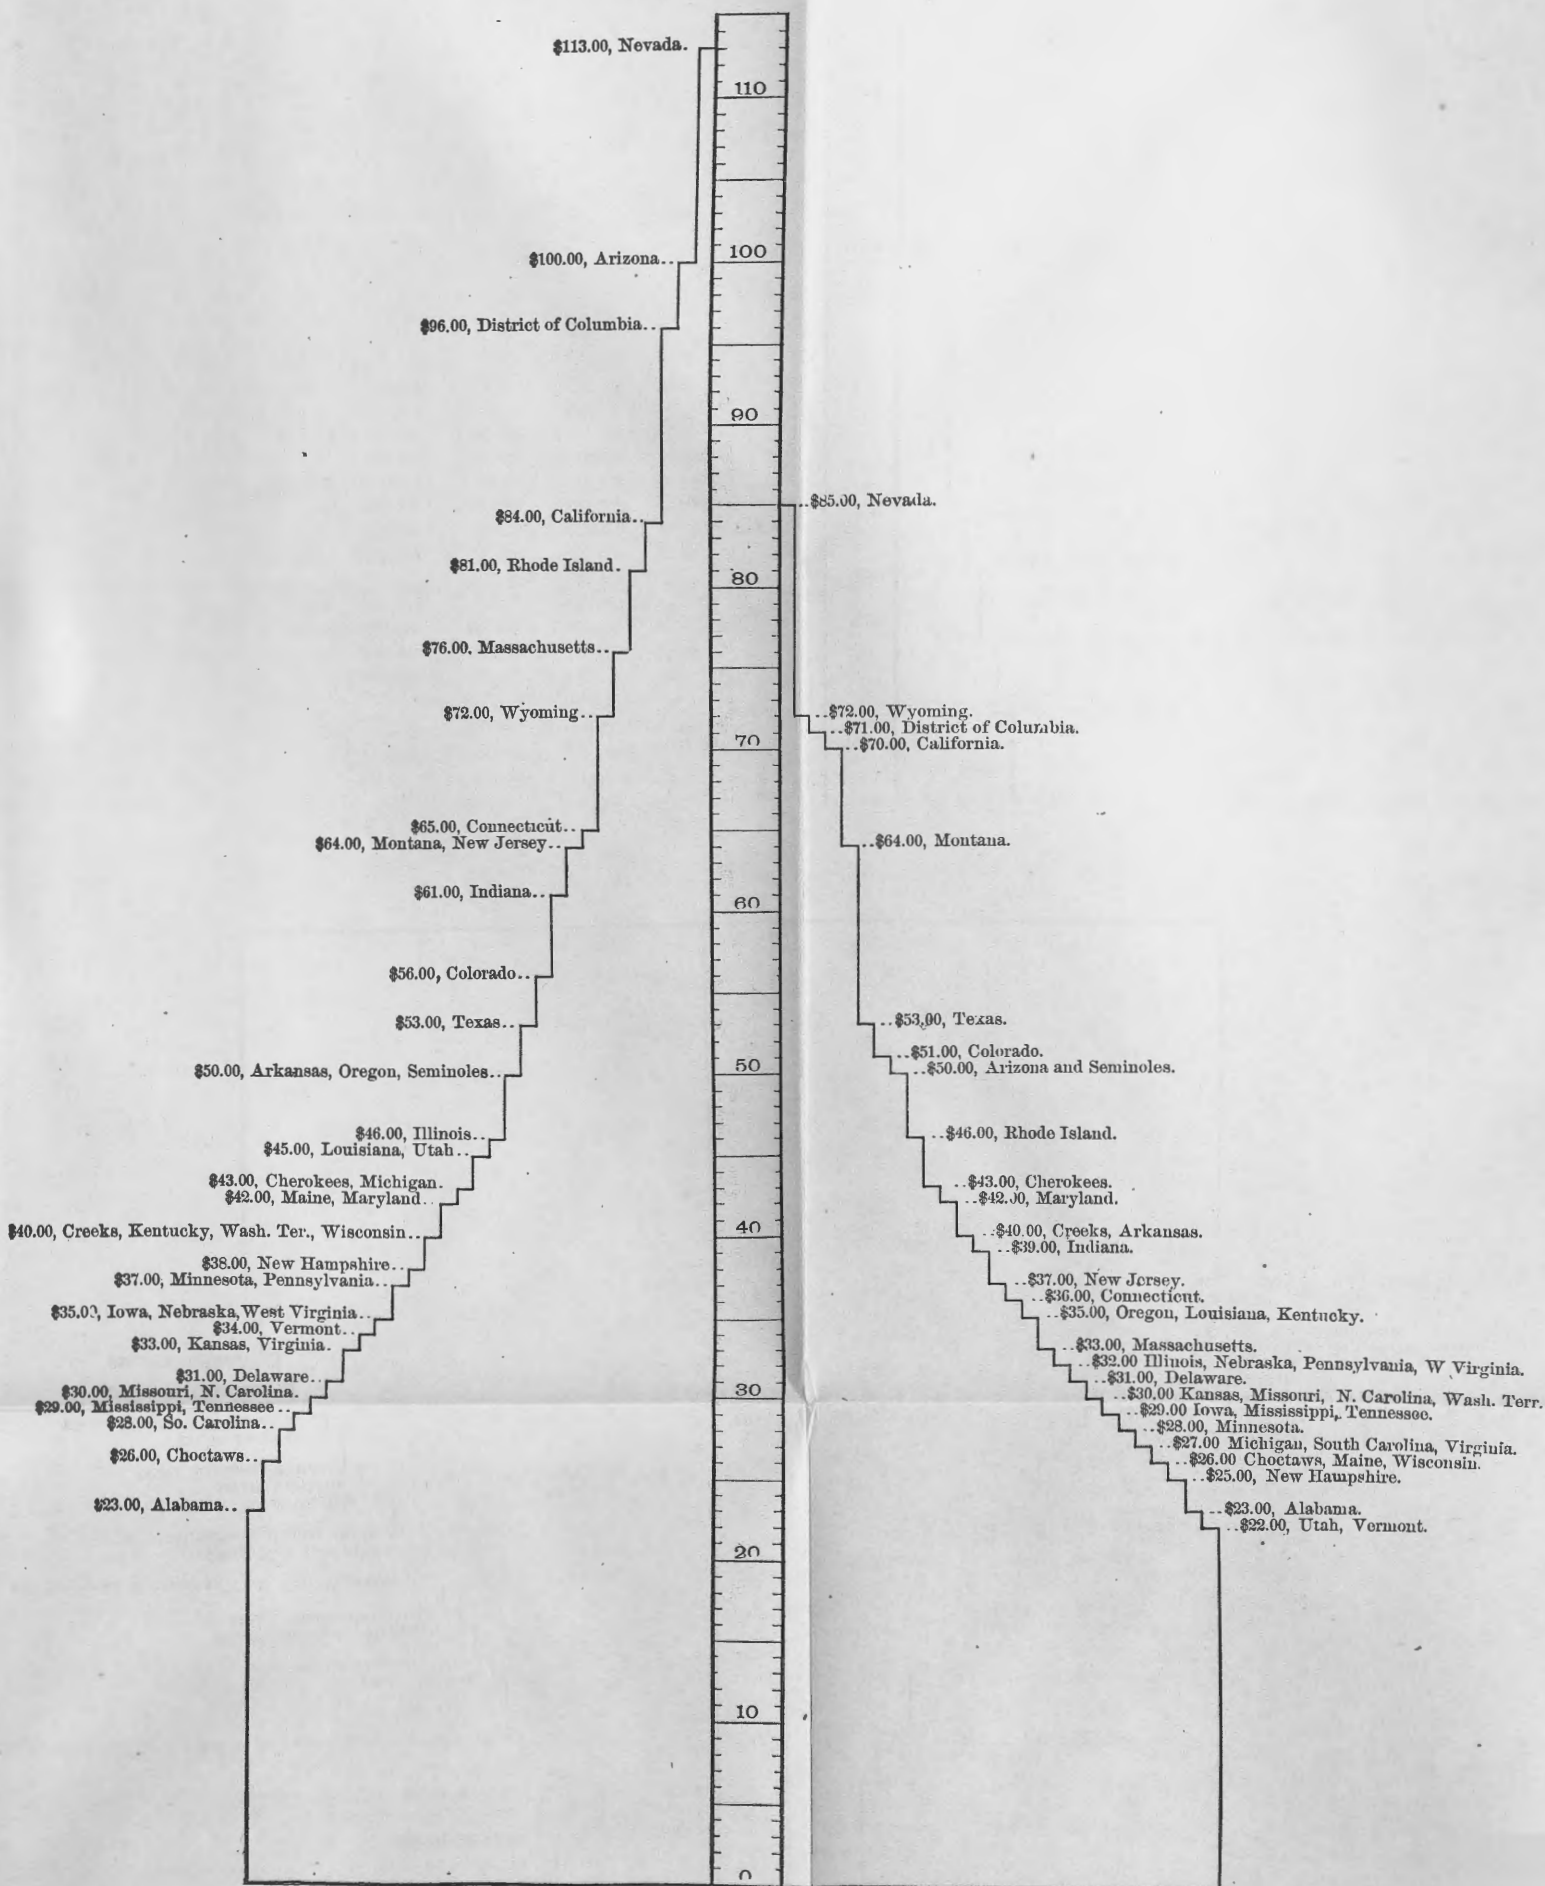 $113.00, Nevada.
$100.00, Arizona..
$96.00, District of Columbia..
$84.00, California..
$81.00, Rhode Island.
$76.00. Massachusetts..
$72.00, Wyoming..
$65.00, Connecticut..
$64.00, Montana, New Jersey..
$61.00, Indiana..
$56.00, Colorado..
$53.00, Texas..
$50.00, Arkansas, Oregon, Seminoles..
$46.00, Illinois..
$45.00, Louisiana, Utah..
$43.00, Cherokees, Michigan.
$42.00, Maine, Maryland..
$40.00, Creeks, Kentucky, Wash. Ter., Wisconsin..
$38.00, New Hampshire..
$37.00, Minnesota, Pennsylvania..
$35.00, Iowa, Nebraska, West Virginia..
$34.00, Vermont..
$33.00, Kansas, Virginia.
$31.00, Delaware..
$30.00, Missouri, N. Carolina.
$29.00, Mississippi, Tennessee..
$28.00, So. Carolina..
$26.00, Choctaws..
$23.00, Alabama..
110
100
90
80
70
60
50
40
30
20
10
0
..$85.00, Nevada.
..$72.00, Wyoming.
..$71.00, District of Columbia.
..$70.00, California.
..$64.00, Montana.
..$53.00, Texas.
..$51.00, Colorado.
..$50.00, Arizona and Seminoles.
..$46.00, Rhode Island.
..$43.00, Cherokees.
..$42.00, Maryland.
..$40.00, Creeks, Arkansas.
..$39.00, Indiana.
..$37.00, New Jersey.
..$36.00, Connecticut.
..$35.00, Oregon, Louisiana, Kentucky.
..$33.00, Massachusetts.
..$32.00 Illinois, Nebraska, Pennsylvania, W Virginia.
..$31.00, Delaware.
..$30.00 Kansas, Missouri, N. Carolina, Wash. Terr.
..$29.00 Iowa, Mississippi, Tennessee.
..$28.00, Minnesota.
..$27.00 Michigan, South Carolina, Virginia.
..$26.00 Choctaws, Maine, Wisconsin.
..$25.00, New Hampshire.
..$23.00, Alabama.
..$22.00, Utah, Vermont.